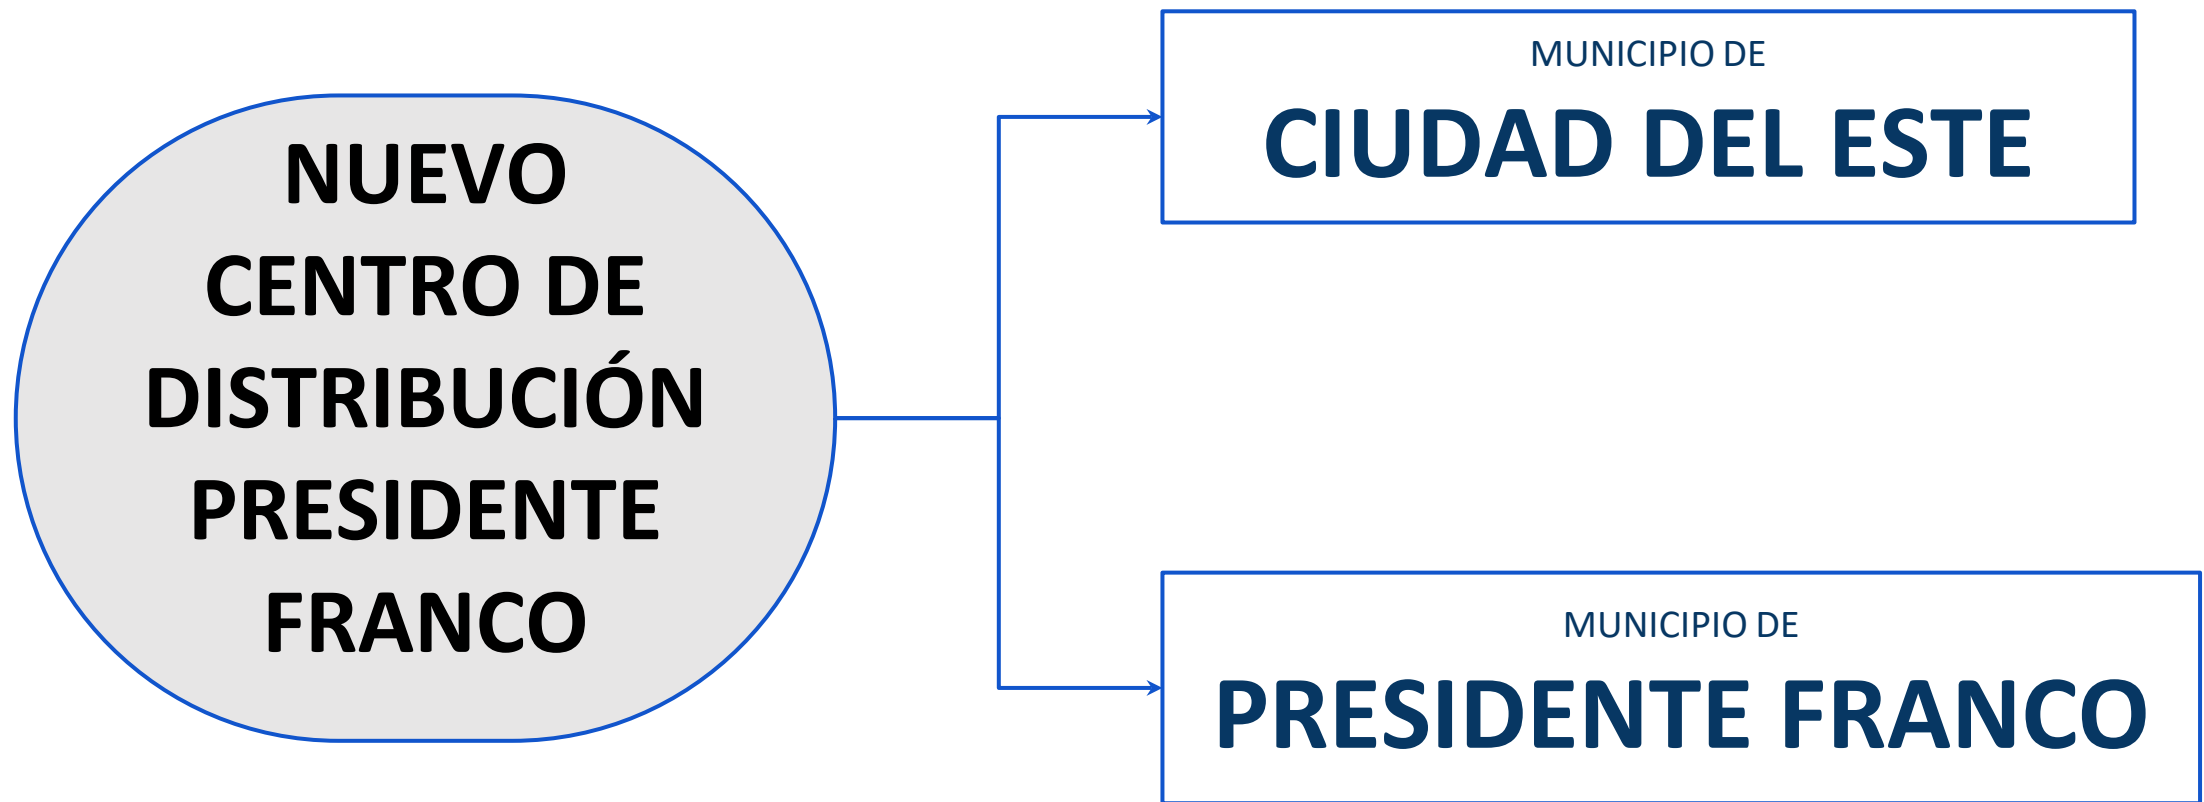 NUEVO
CENTRO DE
DISTRIBUCIÓN
PRESIDENTE
FRANCO
MUNICIPIO DE
CIUDAD DEL ESTE
MUNICIPIO DE
PRESIDENTE FRANCO